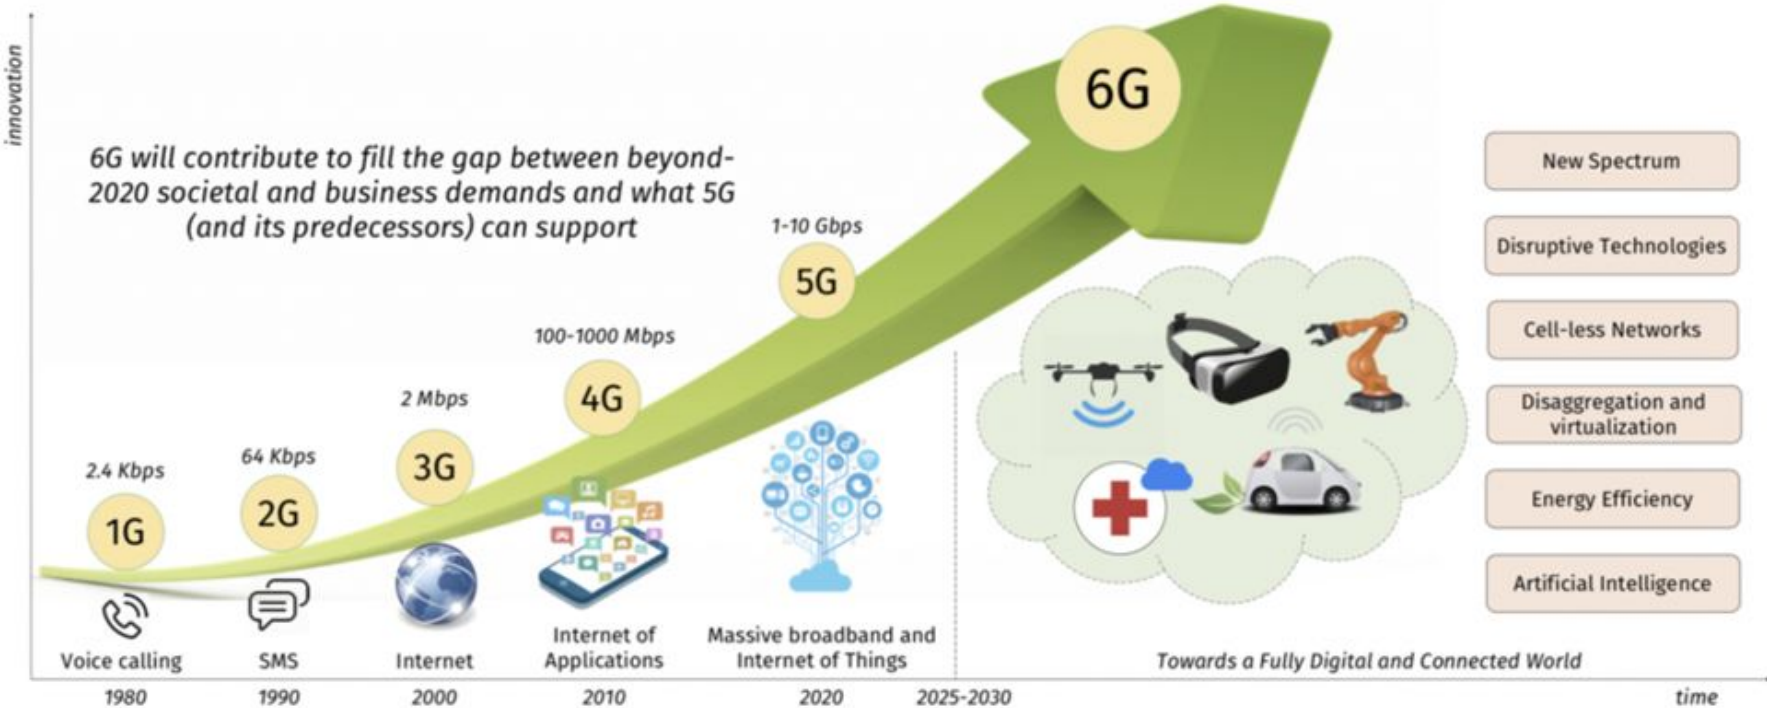 innovation
6G will contribute to fill the gap between beyond-
2020 societal and business demands and what 5G
(and its predecessors) can support
2.4 Kbps
1G
Voice calling
1980
64 Kbps
2G
SMS
1990
2 Mbps
3G
Internet
2000
100-1000 Mbps
4G
Internet of
Applications
2010
1-10 Gbps
5G
Massive broadband and
Internet of Things
2020
6G
2025-2030
Towards a Fully Digital and Connected World
New Spectrum
Disruptive Technologies
Cell-less Networks
Disaggregation and
virtualization
Energy Efficiency
Artificial Intelligence
time